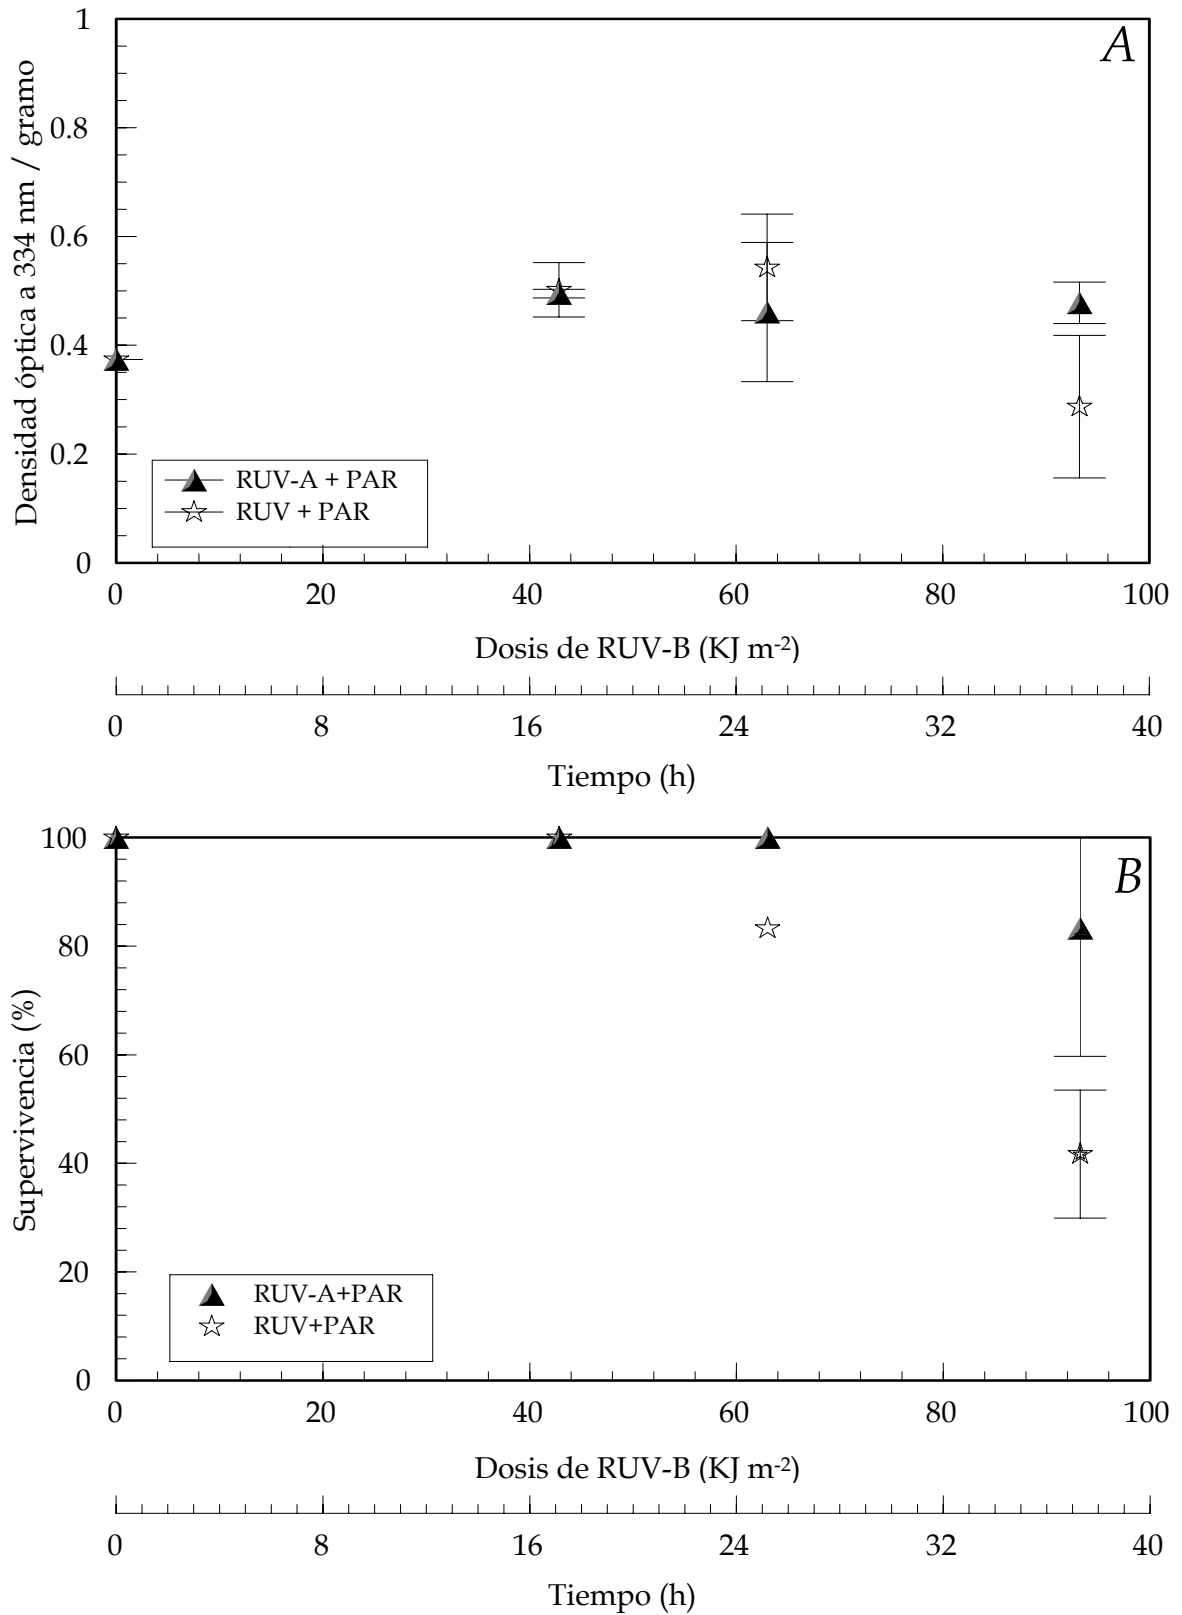 A
Densidad óptica a 334 nm / gramo
1
0.8
0.6
0.4
0.2
0
RUV-A + PAR
RUV + PAR
0 20 40 60 80 100
Dosis de RUV-B (KJ m-2)
0 8 16 24 32 40
Tiempo (h)
B
Supervivencia (%)
100
80
60
40
20
0
RUV-A+PAR
RUV+PAR
0 20 40 60 80 100
Dosis de RUV-B (KJ m-2)
0 8 16 24 32 40
Tiempo (h)